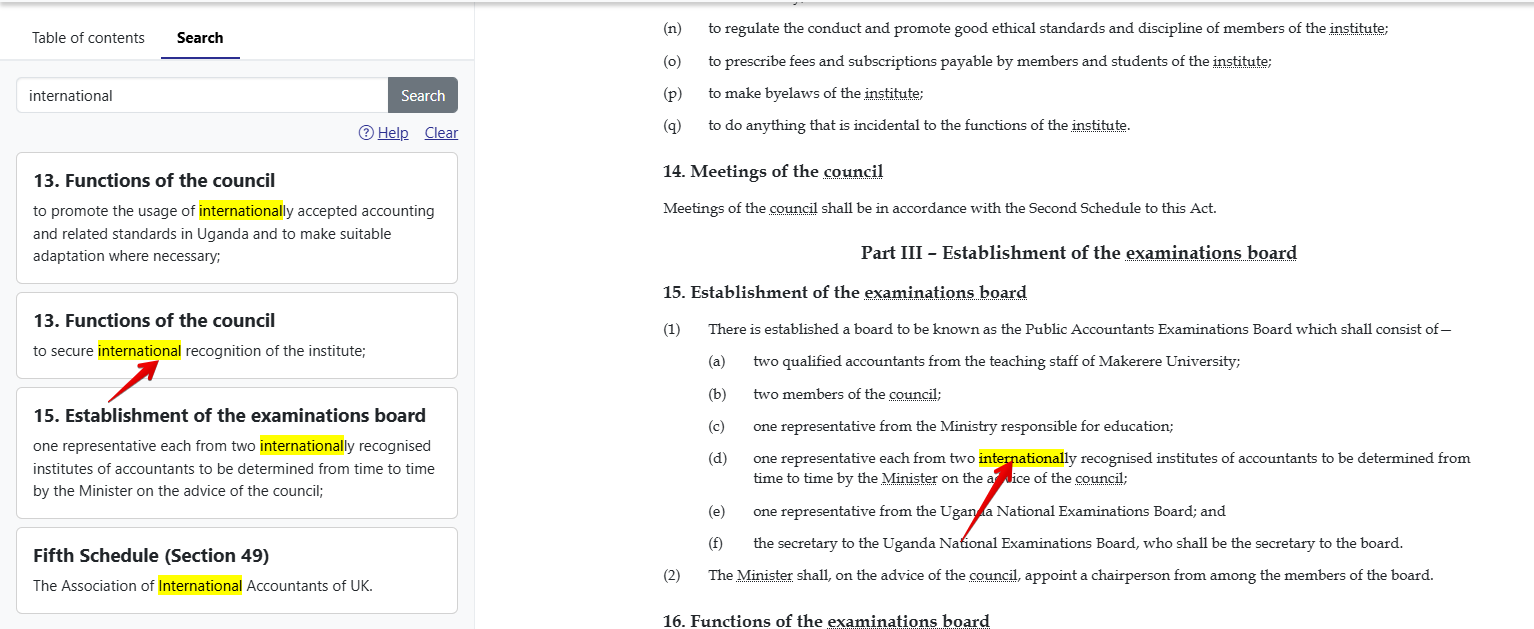 Table of contents
Search
international
Search
Help
Clear
13. Functions of the council
to promote the usage of internationally accepted accounting
and related standards in Uganda and to make suitable
adaptation where necessary;
13. Functions of the council
to secure international recognition of the institute;
15. Establishment of the examinations board
one representative each from two internationally recognised
institutes of accountants to be determined from time to time
by the Minister on the advice of the council;
Fifth Schedule (Section 49)
The Association of International Accountants of UK.
(n) to regulate the conduct and promote good ethical standards and discipline of members of the institute;
(o) to prescribe fees and subscriptions payable by members and students of the institute;
(p) to make byelaws of the institute;
(q) to do anything that is incidental to the functions of the institute.
14. Meetings of the council
Meetings of the council shall be in accordance with the Second Schedule to this Act.
Part III – Establishment of the examinations board
15. Establishment of the examinations board
(1) There is established a board to be known as the Public Accountants Examinations Board which shall consist of—
(a) two qualified accountants from the teaching staff of Makerere University;
(b) two members of the council;
(c) one representative from the Ministry responsible for education;
(d) one representative each from two internationally recognised institutes of accountants to be determined from
time to time by the Minister on the advice of the council;
(e) one representative from the Uganda National Examinations Board; and
(f) the secretary to the Uganda National Examinations Board, who shall be the secretary to the board.
(2) The Minister shall, on the advice of the council, appoint a chairperson from among the members of the board.
16. Functions of the examinations board